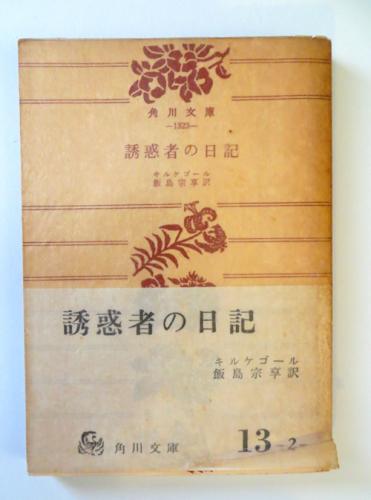 角川文庫
—1323—
誘惑者の日記
キルケゴール
飯島宗享訳
誘惑者の日記
キルケゴール
飯島宗享訳
角川文庫
13-2-